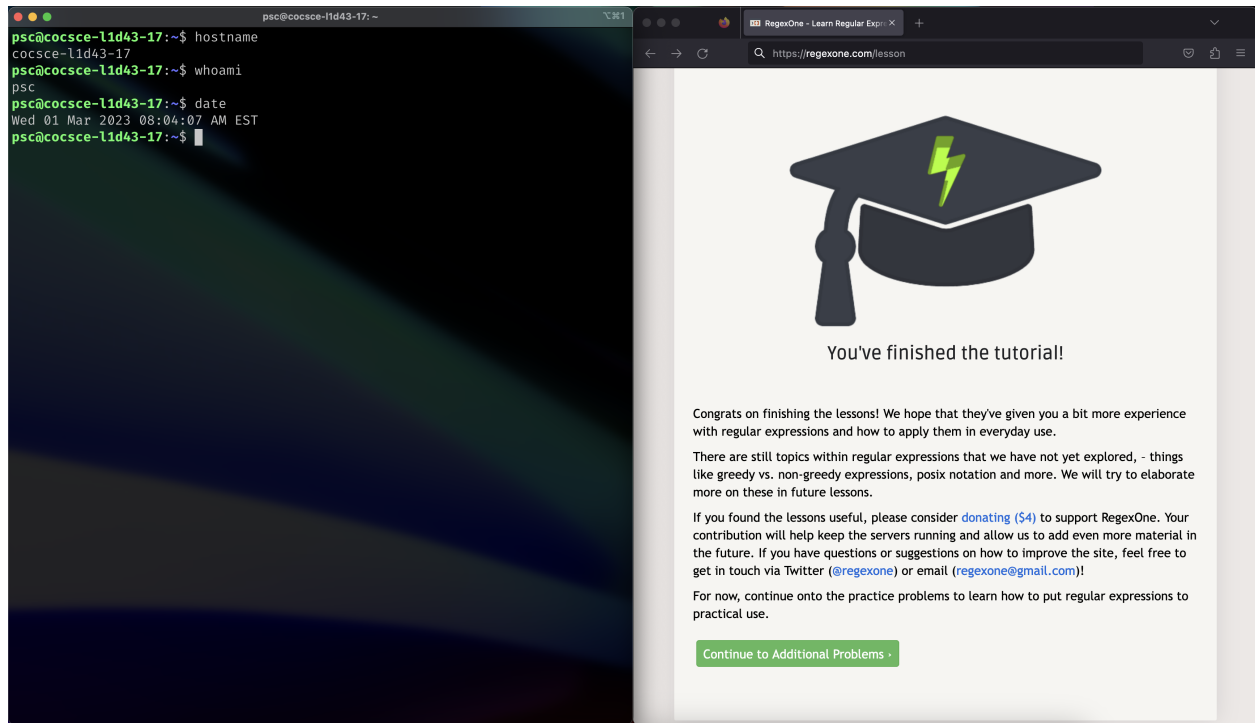 psc@cocsce-l1d43-17: ~
⌥⌘1
psc@cocsce-l1d43-17:~$ hostname
cocsce-l1d43-17
psc@cocsce-l1d43-17:~$ whoami
psc
psc@cocsce-l1d43-17:~$ date
Wed 01 Mar 2023 08:04:07 AM EST
psc@cocsce-l1d43-17:~$
RegexOne - Learn Regular Expre
https://regexone.com/lesson
You've finished the tutorial!
Congrats on finishing the lessons! We hope that they've given you a bit more experience
with regular expressions and how to apply them in everyday use.
There are still topics within regular expressions that we have not yet explored, - things
like greedy vs. non-greedy expressions, posix notation and more. We will try to elaborate
more on these in future lessons.
If you found the lessons useful, please consider donating ($4) to support RegexOne. Your
contribution will help keep the servers running and allow us to add even more material in
the future. If you have questions or suggestions on how to improve the site, feel free to
get in touch via Twitter (@regexone) or email (regexone@gmail.com)!
For now, continue onto the practice problems to learn how to put regular expressions to
practical use.
Continue to Additional Problems ›